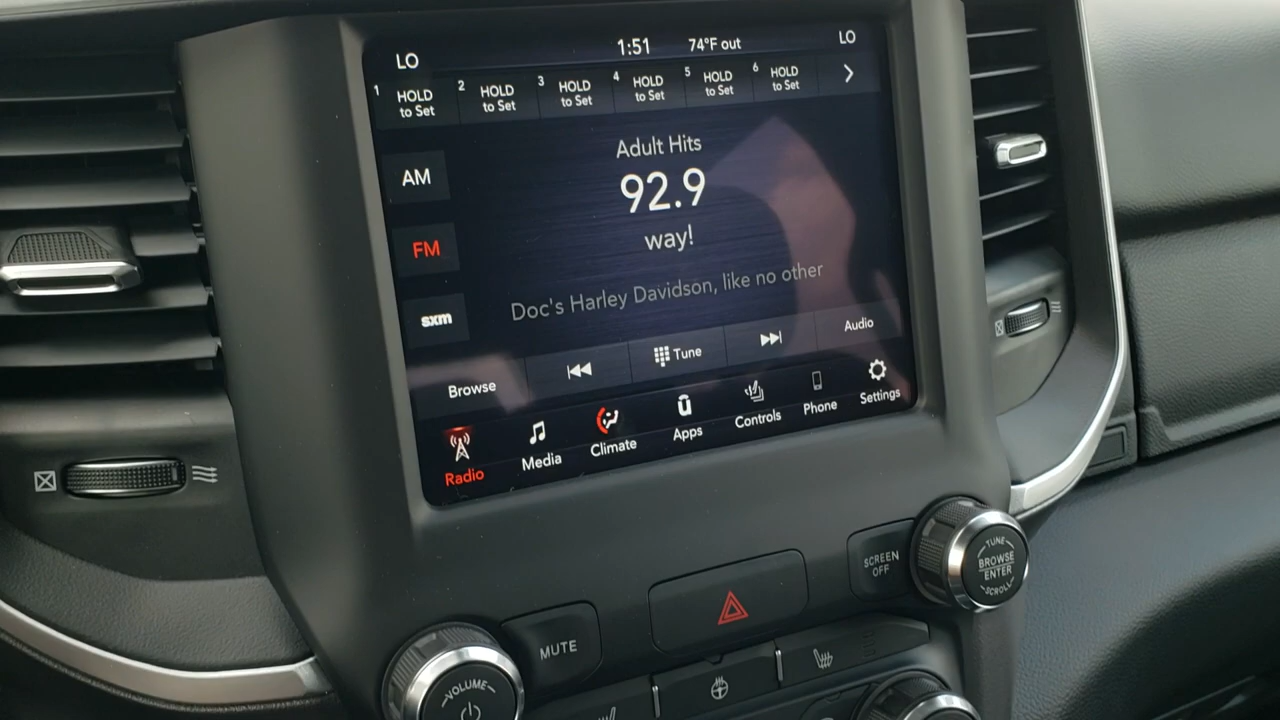 LO
1:51
74°F out
LO
1 HOLD to Set
2 HOLD to Set
3 HOLD to Set
4 HOLD to Set
5 HOLD to Set
6 HOLD to Set
Adult Hits
AM
92.9
way!
FM
Doc's Harley Davidson, like no other
sxm
Browse
Tune
Audio
Radio
Media
Climate
Apps
Controls
Phone
Settings
SCREEN
OFF
TUNE
BROWSE
ENTER
SCROLL
MUTE
VOLUME